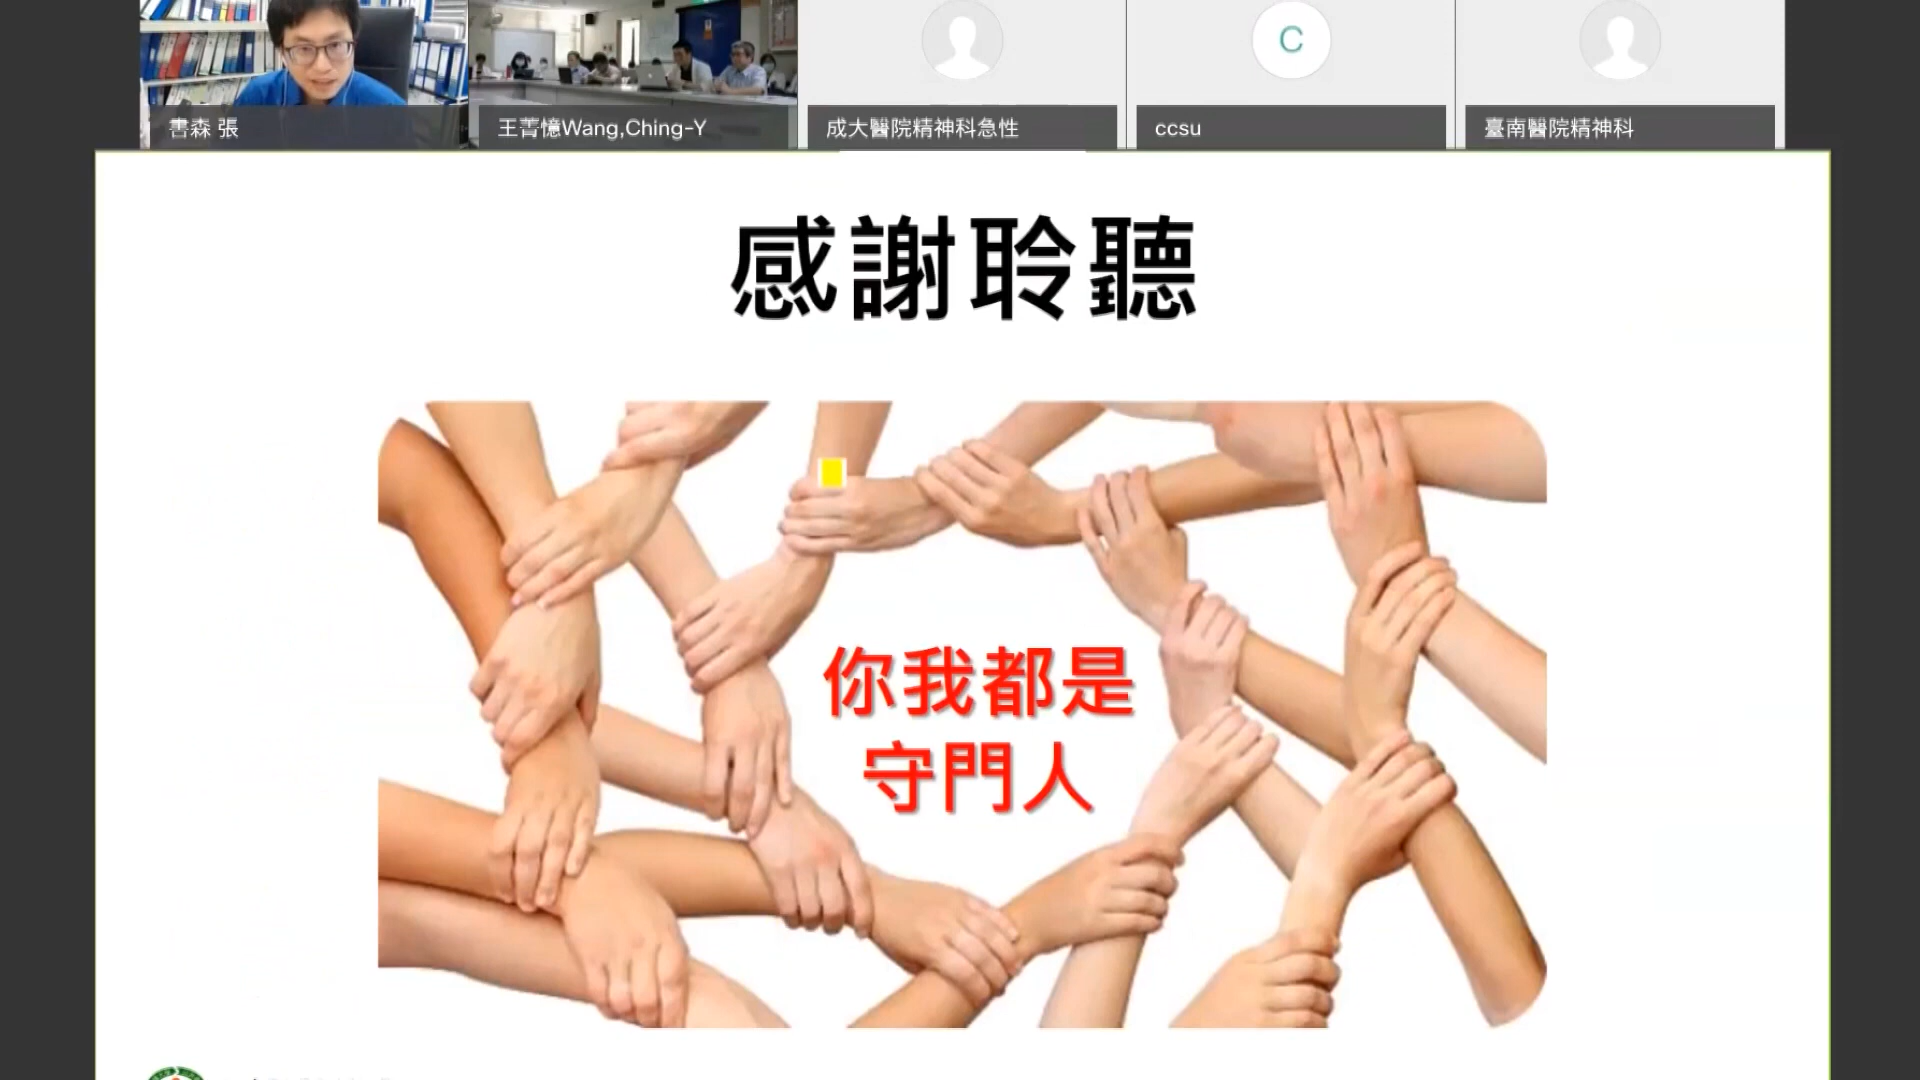 書森 張
王菁憶Wang,Ching-Y
成大醫院精神科急性
C
ccsu
臺南醫院精神科
感謝聆聽
你我都是
守門人